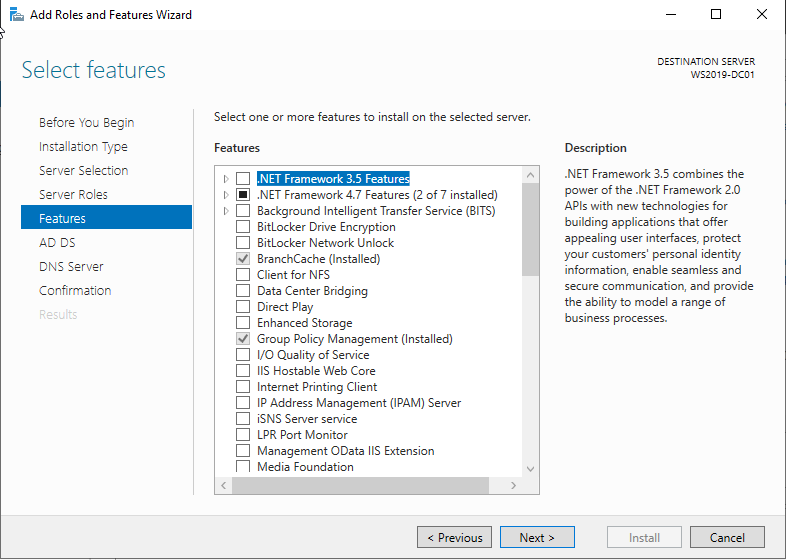 Add Roles and Features Wizard
Select features
DESTINATION SERVER
WS2019-DC01
Before You Begin
Installation Type
Server Selection
Server Roles
Features
AD DS
DNS Server
Confirmation
Results
Select one or more features to install on the selected server.
Features
.NET Framework 3.5 Features
.NET Framework 4.7 Features (2 of 7 installed)
Background Intelligent Transfer Service (BITS)
BitLocker Drive Encryption
BitLocker Network Unlock
BranchCache (Installed)
Client for NFS
Data Center Bridging
Direct Play
Enhanced Storage
Group Policy Management (Installed)
I/O Quality of Service
IIS Hostable Web Core
Internet Printing Client
IP Address Management (IPAM) Server
iSNS Server service
LPR Port Monitor
Management OData IIS Extension
Media Foundation
Description
.NET Framework 3.5 combines the
power of the .NET Framework 2.0
APIs with new technologies for
building applications that offer
appealing user interfaces, protect
your customers' personal identity
information, enable seamless and
secure communication, and provide
the ability to model a range of
business processes.
< Previous
Next >
Install
Cancel